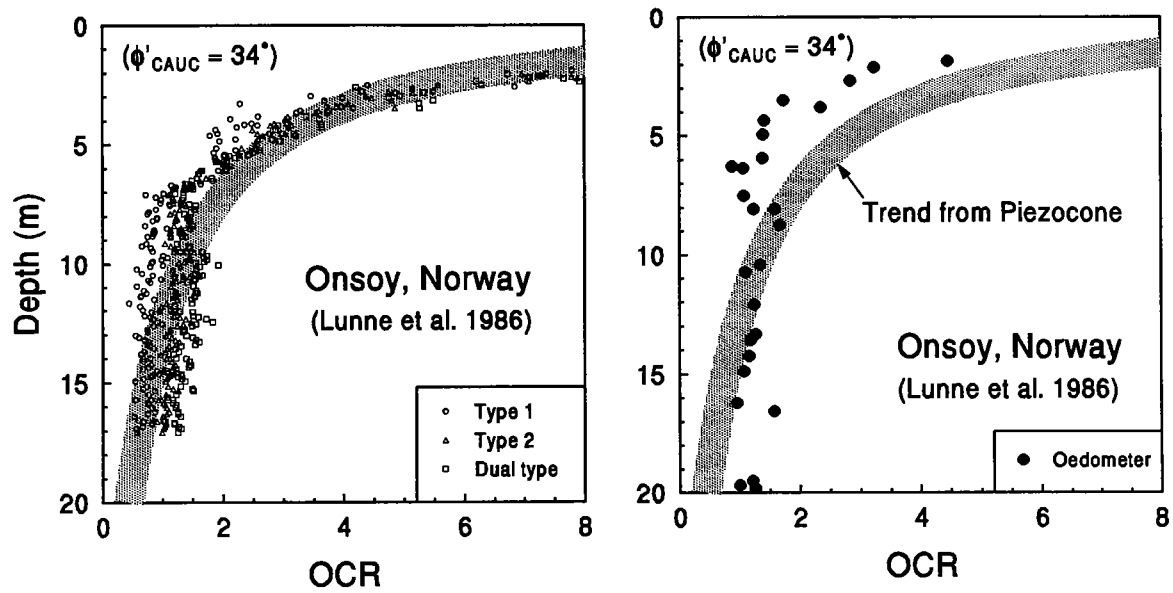 0
5
10
15
20
Depth (m)
(ϕ'CAUC = 34°)
Onsoy, Norway
(Lunne et al. 1986)
Type 1
Type 2
Dual type
0 2 4 6 8
OCR
0
5
10
15
20
(ϕ'CAUC = 34°)
Trend from Piezocone
Onsoy, Norway
(Lunne et al. 1986)
Oedometer
0 2 4 6 8
OCR